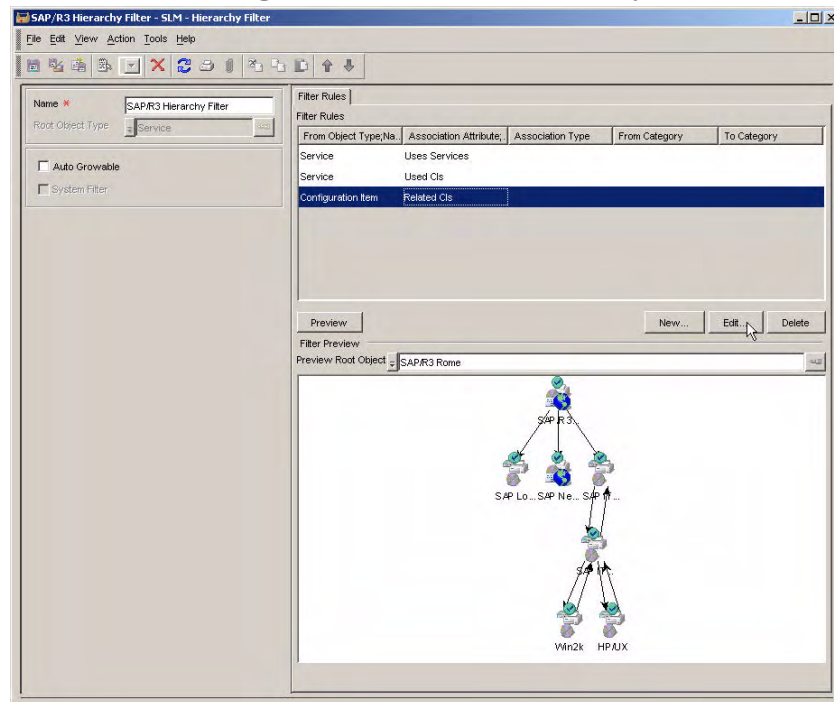 SAP/R3 Hierarchy Filter - SLM - Hierarchy Filter
File Edit View Action Tools Help
Name SAP/R3 Hierarchy Filter
Root Object Type Service
Auto Growable
System Filter
Filter Rules
Filter Rules
From Object Type;Na.. Association Attribute; Association Type From Category To Category
Service Uses Services
Service Used CIs
Configuration Item Related CIs
Preview New... Edit... Delete
Filter Preview
Preview Root Object SAP/R3 Rome
SAP R3...
SAP Lo... SAP Ne... SAP
SAP
Win2k HP/UX